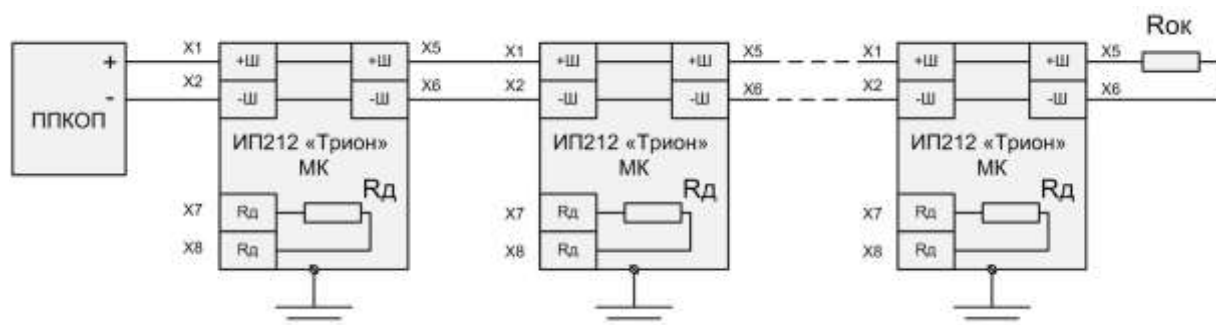 Rок
X1 X5 X1 X5 X1 X5
+ +Ш +Ш +Ш +Ш +Ш +Ш
X2 X6 X2 X6 X2 X6
- -Ш -Ш -Ш -Ш -Ш -Ш
ППКОП
ИП212 «Трион» ИП212 «Трион» ИП212 «Трион»
МК МК МК
Rд Rд Rд
X7 Rд X7 Rд X7 Rд
X8 Rд X8 Rд X8 Rд